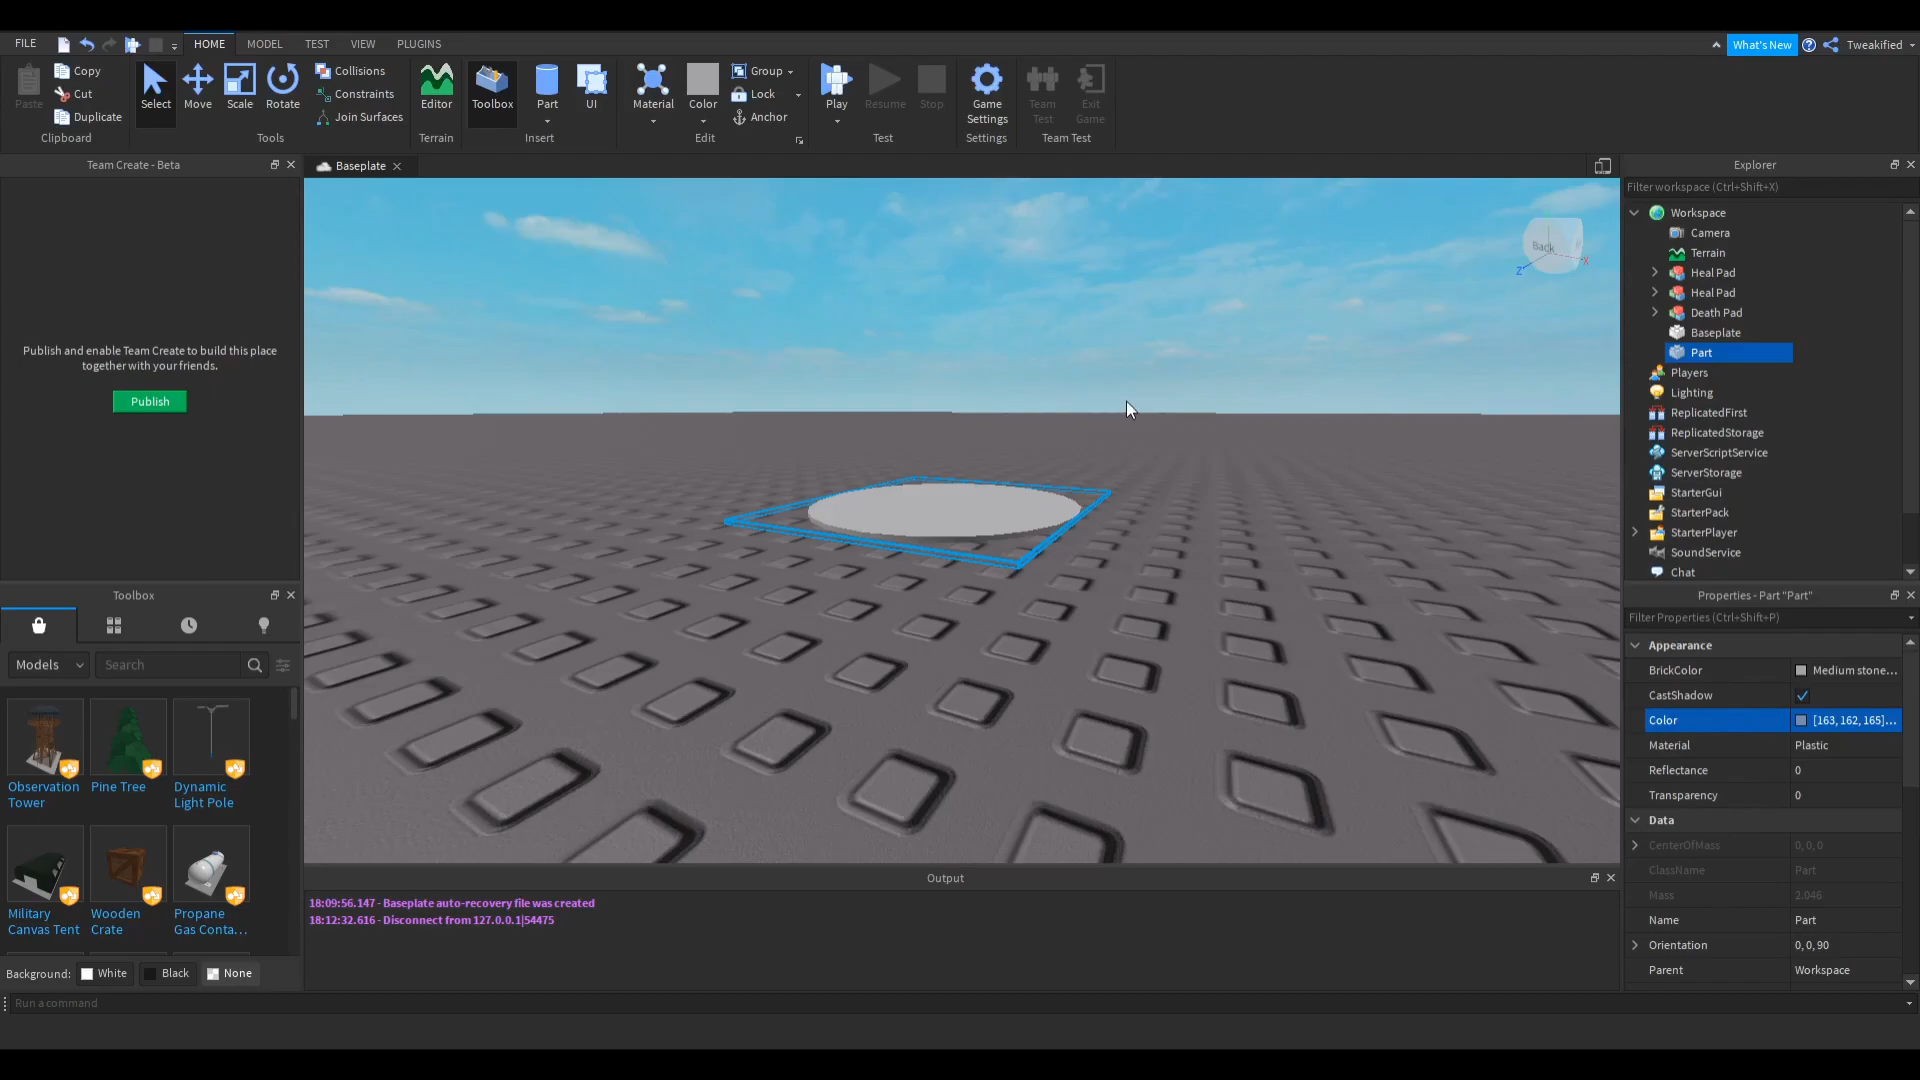 FILE HOME MODEL TEST VIEW PLUGINS What's New Tweakified
Paste Copy Cut Duplicate Clipboard
Select Move Scale Rotate Collisions Constraints Join Surfaces Tools
Editor Terrain
Toolbox Part UI Insert
Material Color Group Lock Anchor Edit
Play Resume Stop Test
Game Settings Settings
Team Test Exit Game Team Test
Team Create - Beta
Publish and enable Team Create to build this place
together with your friends.
Publish
Toolbox
Models Search
Observation Tower
Pine Tree
Dynamic Light Pole
Military Canvas Tent
Wooden Crate
Propane Gas Conta...
Background: White Black None
Run a command
Baseplate
Back
Z
X
Output
18:09:56.147 - Baseplate auto-recovery file was created
18:12:32.616 - Disconnect from 127.0.0.1|54475
Explorer
Filter workspace (Ctrl+Shift+X)
Workspace
Camera
Terrain
Heal Pad
Heal Pad
Death Pad
Baseplate
Part
Players
Lighting
ReplicatedFirst
ReplicatedStorage
ServerScriptService
ServerStorage
StarterGui
StarterPack
StarterPlayer
SoundService
Chat
Properties - Part "Part"
Filter Properties (Ctrl+Shift+P)
Appearance
BrickColor Medium stone...
CastShadow
Color [163, 162, 165]...
Material Plastic
Reflectance 0
Transparency 0
Data
CenterOfMass 0, 0, 0
ClassName Part
Mass 2.046
Name Part
Orientation 0, 0, 90
Parent Workspace